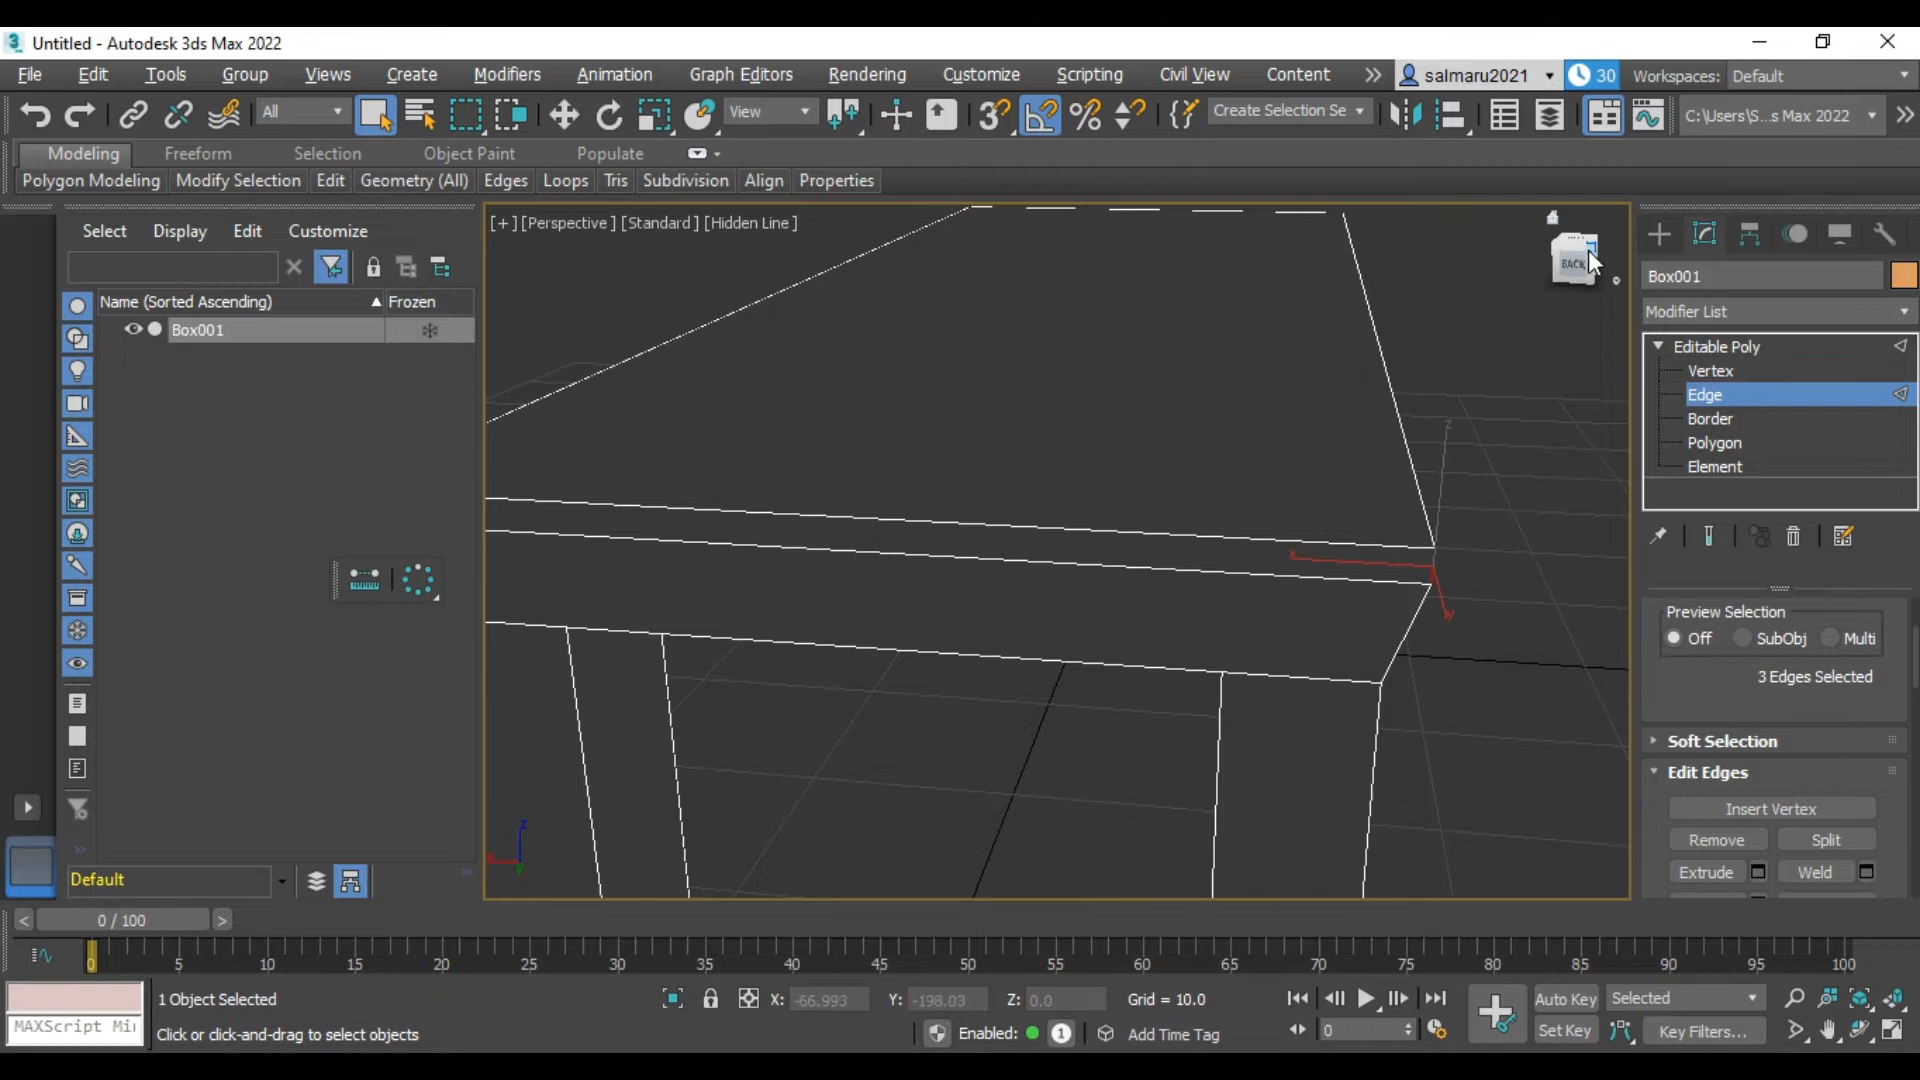 Untitled - Autodesk 3ds Max 2022
File Edit Tools Group Views Create Modifiers Animation Graph Editors Rendering Customize Scripting Civil View Content salmaru2021 30 Workspaces: Default
All View Create Selection Se C:\Users\S...s Max 2022
Modeling Freeform Selection Object Paint Populate
Polygon Modeling Modify Selection Edit Geometry (All) Edges Loops Tris Subdivision Align Properties
Select Display Edit Customize
[+] [Perspective] [Standard] [Hidden Line]
BACK
Box001
Name (Sorted Ascending) Frozen
Modifier List
Box001
Editable Poly
Vertex
Edge
Border
Polygon
Element
z
x
y
Preview Selection
Off SubObj Multi
3 Edges Selected
Soft Selection
Edit Edges
Insert Vertex
Remove Split
Extrude Weld
z
Default
0 / 100
0 5 10 15 20 25 30 35 40 45 50 55 60 65 70 75 80 85 90 95 100
1 Object Selected X: -66.993 Y: -198.03 Z: 0.0 Grid = 10.0 Auto Key Selected
MAXScript Mi Click or click-and-drag to select objects Enabled: 1 Add Time Tag 0 Set Key Key Filters...